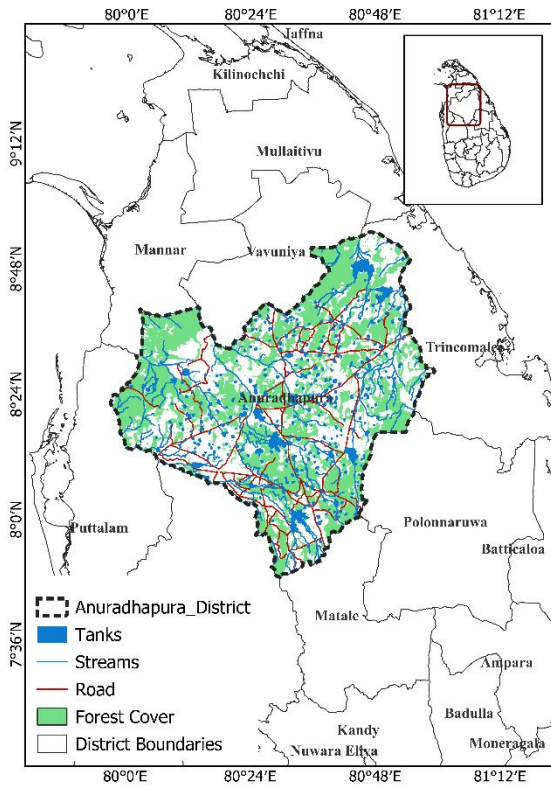 80°0′E 80°24′E 80°48′E 81°12′E
Jaffna
Kilinochchi
9°12′N
Mullaitivu
Mannar
Vavuniya
8°48′N
Trincomale
8°24′N
Anuradhapura
8°0′N
Puttalam
Polonnaruwa
Batticaloa
Anuradhapura_District
Tanks
Matale
7°36′N
Streams
Ampara
Road
Forest Cover
Badulla
Kandy
District Boundaries
Nuwara Eliya
Moneragala
80°0′E 80°24′E 80°48′E 81°12′E